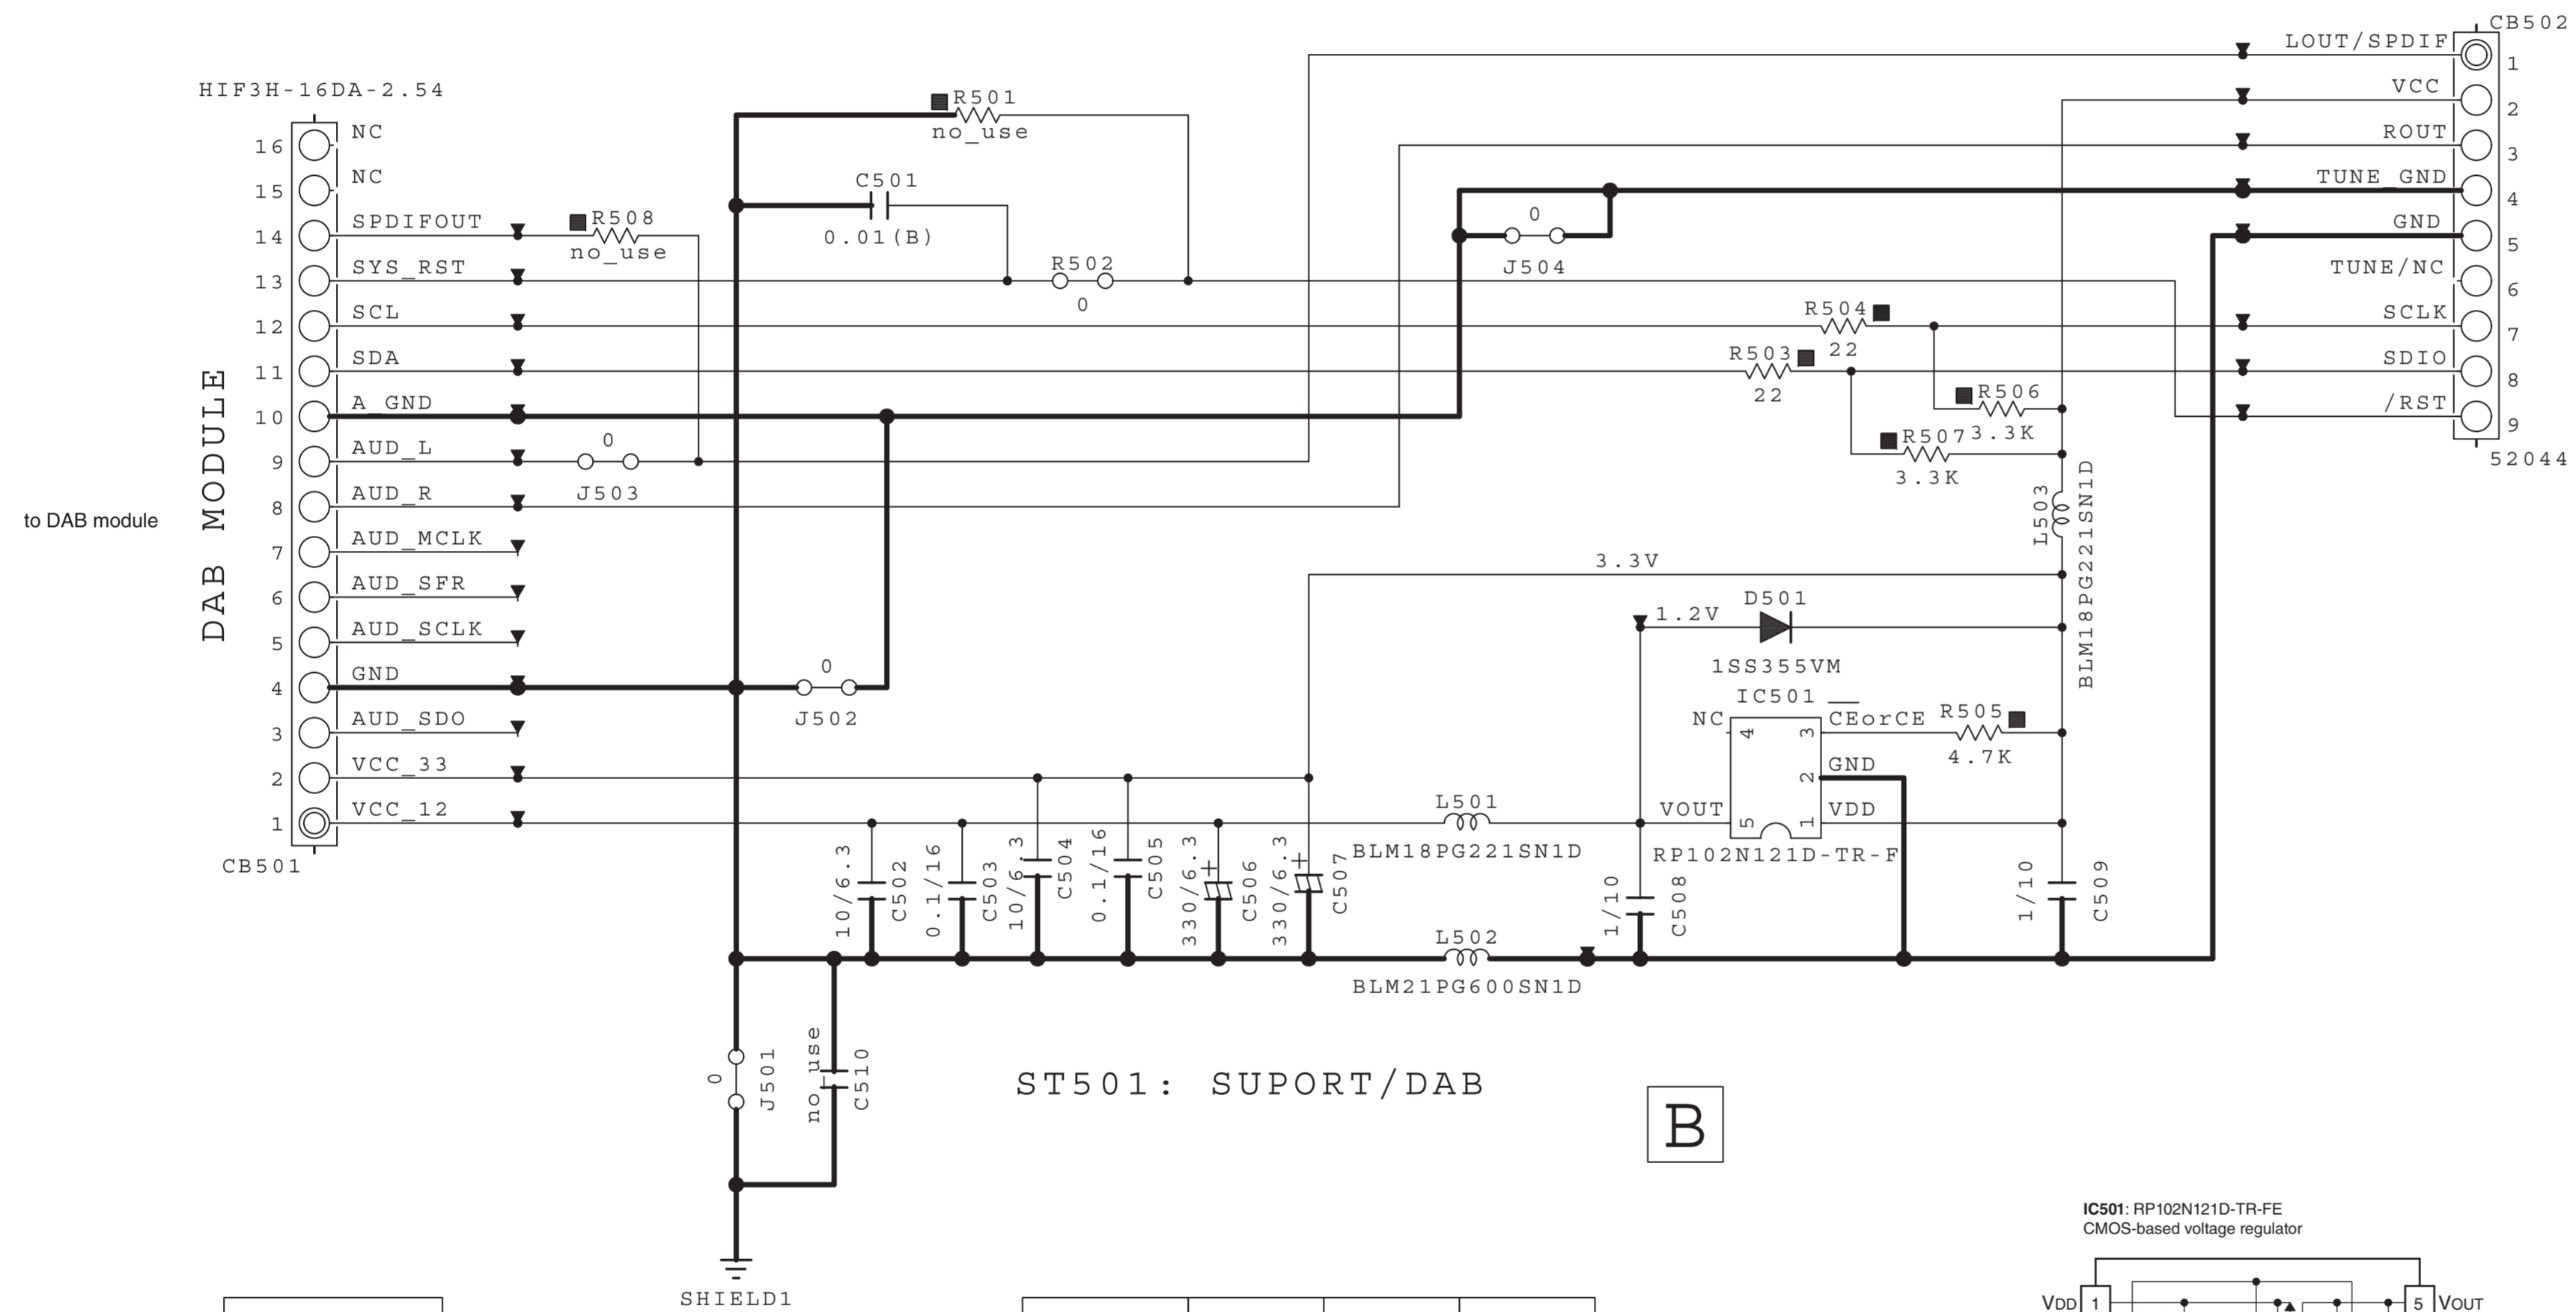 CB502
LOUT/SPDIF
1
VCC
2
ROUT
3
TUNE_GND
4
GND
5
TUNE/NC
6
SCLK
7
SDIO
8
/RST
9
52044
HIF3H-16DA-2.54
to DAB module
DAB MODULE
16 NC
15 NC
14 SPDIFOUT
13 SYS_RST
12 SCL
11 SDA
10 A_GND
9 AUD_L
8 AUD_R
7 AUD_MCLK
6 AUD_SFR
5 AUD_SCLK
4 GND
3 AUD_SDO
2 VCC_33
1 VCC_12
CB501
R501
no_use
C501
0.01(B)
R508
no_use
R502
0
0
J504
R504
22
R503
22
R506
3.3K
R507
3.3K
0
J503
L503
BLM18PG221SN1D
3.3V
1.2V
D501
1SS355VM
IC501
NC
4
3
CEorCE
R505
4.7K
2
GND
VOUT
5
1
VDD
RP102N121D-TR-F
0
J502
L501
BLM18PG221SN1D
10/6.3
C502
0.1/16
C503
10/6.3
C504
0.1/16
C505
330/6.3
+
C506
330/6.3
+
C507
1/10
C508
1/10
C509
L502
BLM21PG600SN1D
0
J501
no_use
C510
ST501: SUPORT/DAB
B
SHIELD1
IC501: RP102N121D-TR-FE
CMOS-based voltage regulator
VDD 1
5 VOUT